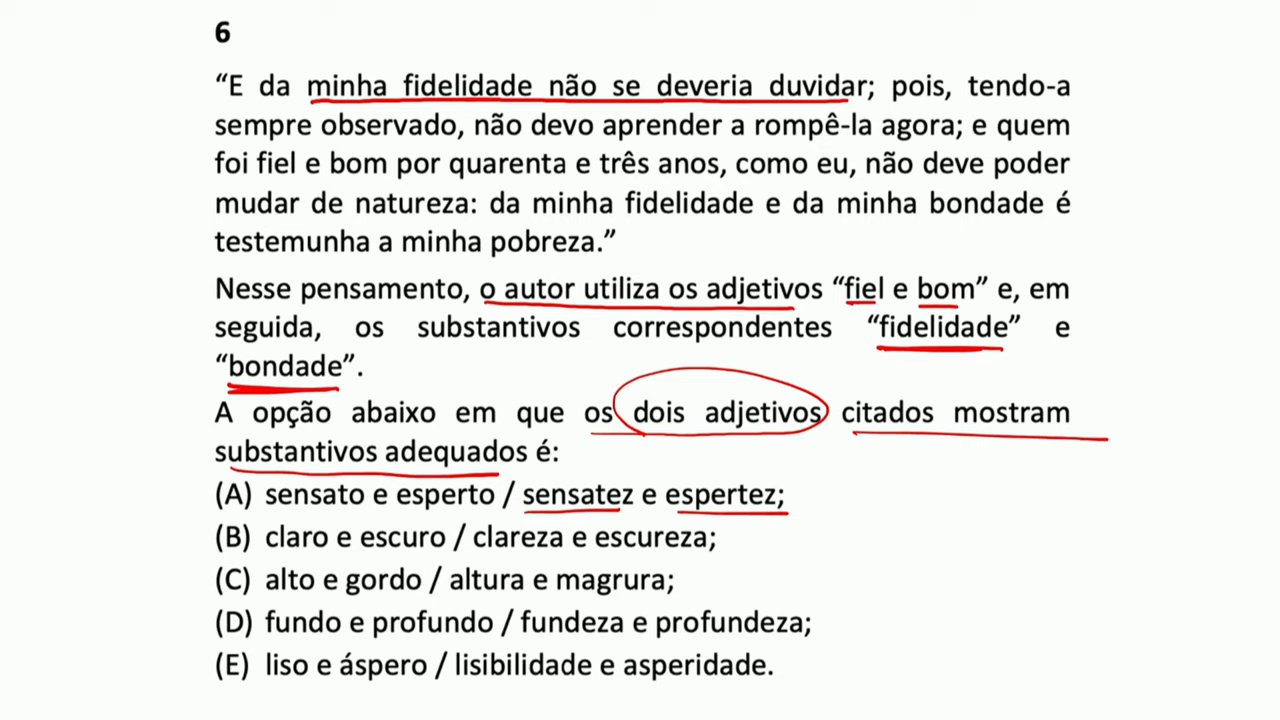 6
“E da minha fidelidade não se deveria duvidar; pois, tendo-a
sempre observado, não devo aprender a rompê-la agora; e quem
foi fiel e bom por quarenta e três anos, como eu, não deve poder
mudar de natureza: da minha fidelidade e da minha bondade é
testemunha a minha pobreza.”
Nesse pensamento, o autor utiliza os adjetivos “fiel e bom” e, em
seguida, os substantivos correspondentes “fidelidade” e
“bondade”.
A opção abaixo em que os dois adjetivos citados mostram
substantivos adequados é:
(A) sensato e esperto / sensatez e espertez;
(B) claro e escuro / clareza e escureza;
(C) alto e gordo / altura e magrura;
(D) fundo e profundo / fundeza e profundeza;
(E) liso e áspero / lisibilidade e asperidade.